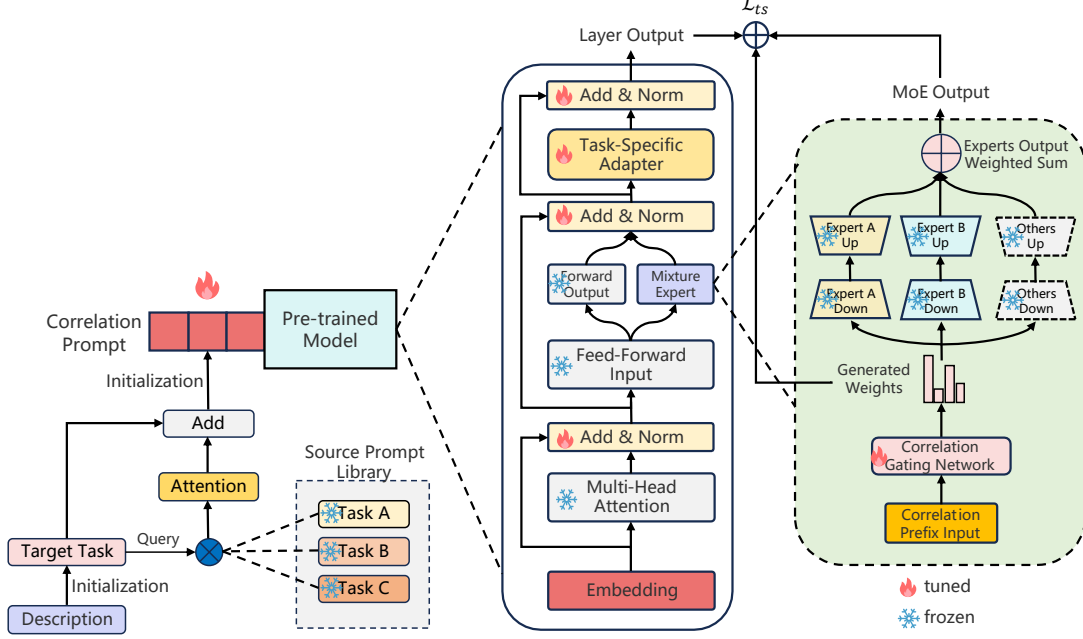 ℒts
Layer Output
Add & Norm
Task-Specific
Adapter
Add & Norm
Forward
Output
Mixture
Expert
Feed-Forward
Input
Add & Norm
Multi-Head
Attention
Embedding
Correlation
Prompt
Pre-trained
Model
Initialization
Add
Attention
Source Prompt
Library
Task A
Task B
Task C
Target Task
Query
Initialization
Description
MoE Output
Experts Output
Weighted Sum
Expert A
Up
Expert B
Up
Others
Up
Expert A
Down
Expert B
Down
Others
Down
Generated
Weights
Correlation
Gating Network
Correlation
Prefix Input
tuned
frozen